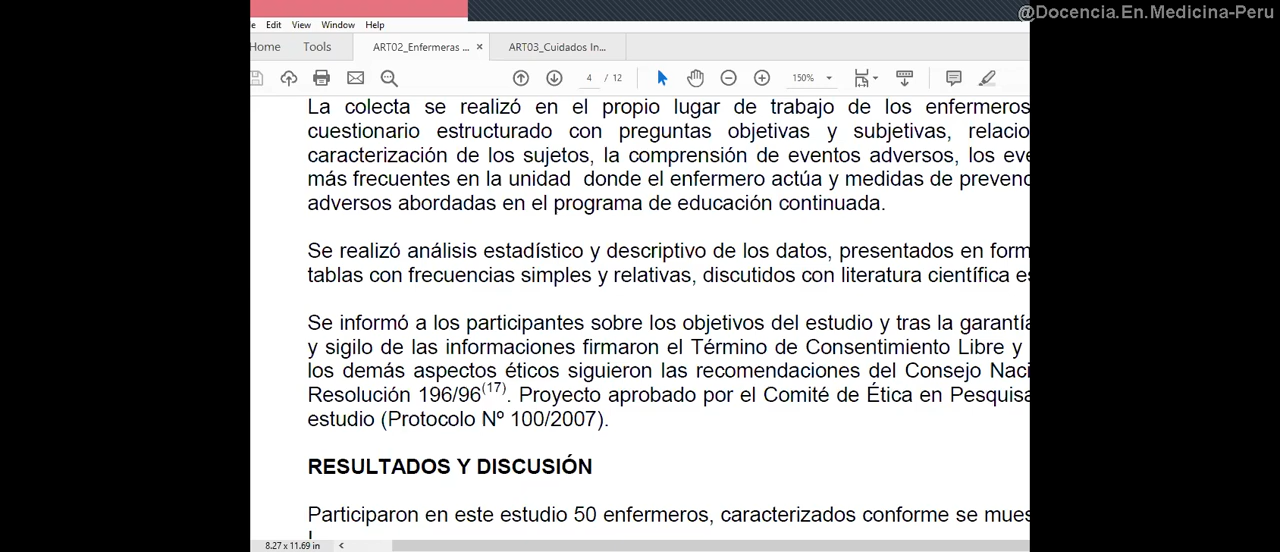 @Docencia.En.Medicina-Peru
Edit View Window Help
Home Tools ART02_Enfermeras ... × ART03_Cuidados In...
4 / 12 150%
La colecta se realizó en el propio lugar de trabajo de los enfermeros
cuestionario estructurado con preguntas objetivas y subjetivas, relacio
caracterización de los sujetos, la comprensión de eventos adversos, los eve
más frecuentes en la unidad donde el enfermero actúa y medidas de prevenc
adversos abordadas en el programa de educación continuada.
Se realizó análisis estadístico y descriptivo de los datos, presentados en form
tablas con frecuencias simples y relativas, discutidos con literatura científica es
Se informó a los participantes sobre los objetivos del estudio y tras la garantía
y sigilo de las informaciones firmaron el Término de Consentimiento Libre y
los demás aspectos éticos siguieron las recomendaciones del Consejo Naci
Resolución 196/96(17). Proyecto aprobado por el Comité de Ética en Pesquisa
estudio (Protocolo Nº 100/2007).
RESULTADOS Y DISCUSIÓN
Participaron en este estudio 50 enfermeros, caracterizados conforme se mues
8.27 x 11.69 in